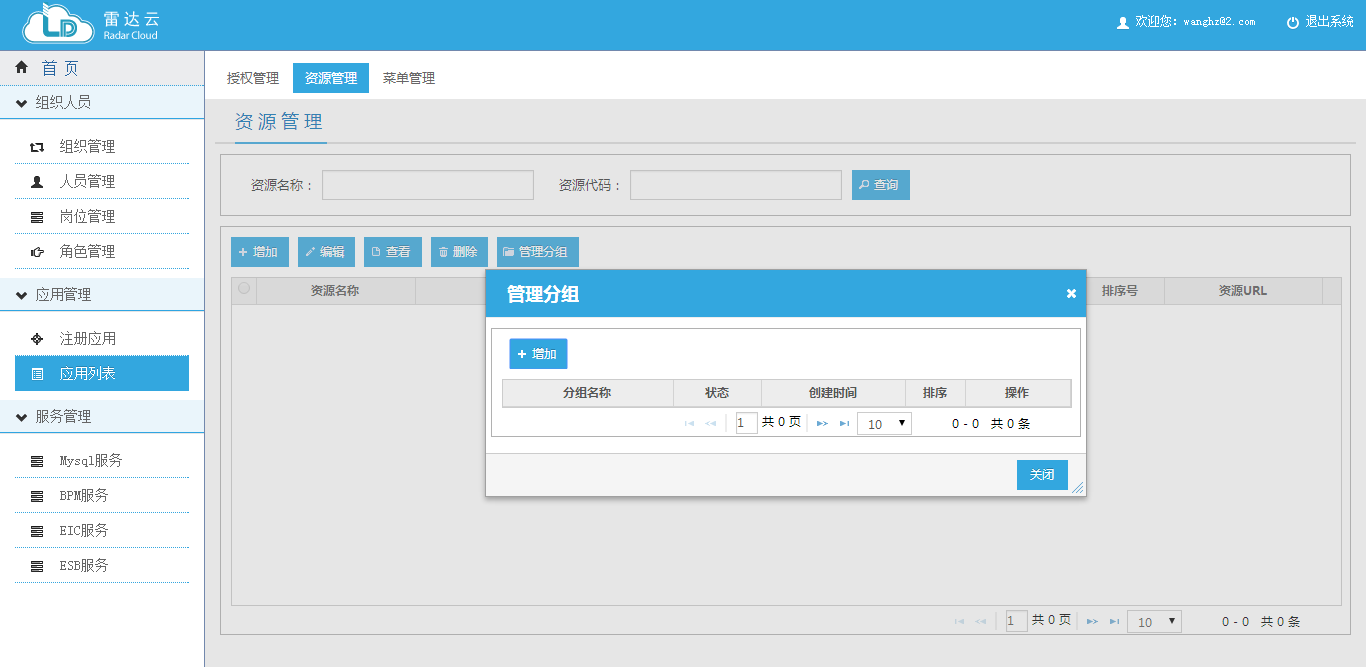 雷达云
Radar Cloud
欢迎您: wanghz@2.com
退出系统
首 页
组织人员
组织管理
人员管理
岗位管理
角色管理
应用管理
注册应用
应用列表
服务管理
Mysql服务
BPM服务
EIC服务
ESB服务
授权管理 资源管理 菜单管理
资源管理
资源名称： 资源代码： 查询
增加 编辑 查看 删除 管理分组
资源名称 排序号 资源URL
管理分组
增加
分组名称 状态 创建时间 排序 操作
1 共 0 页 10 0 - 0 共 0 条
关闭
1 共 0 页 10 0 - 0 共 0 条